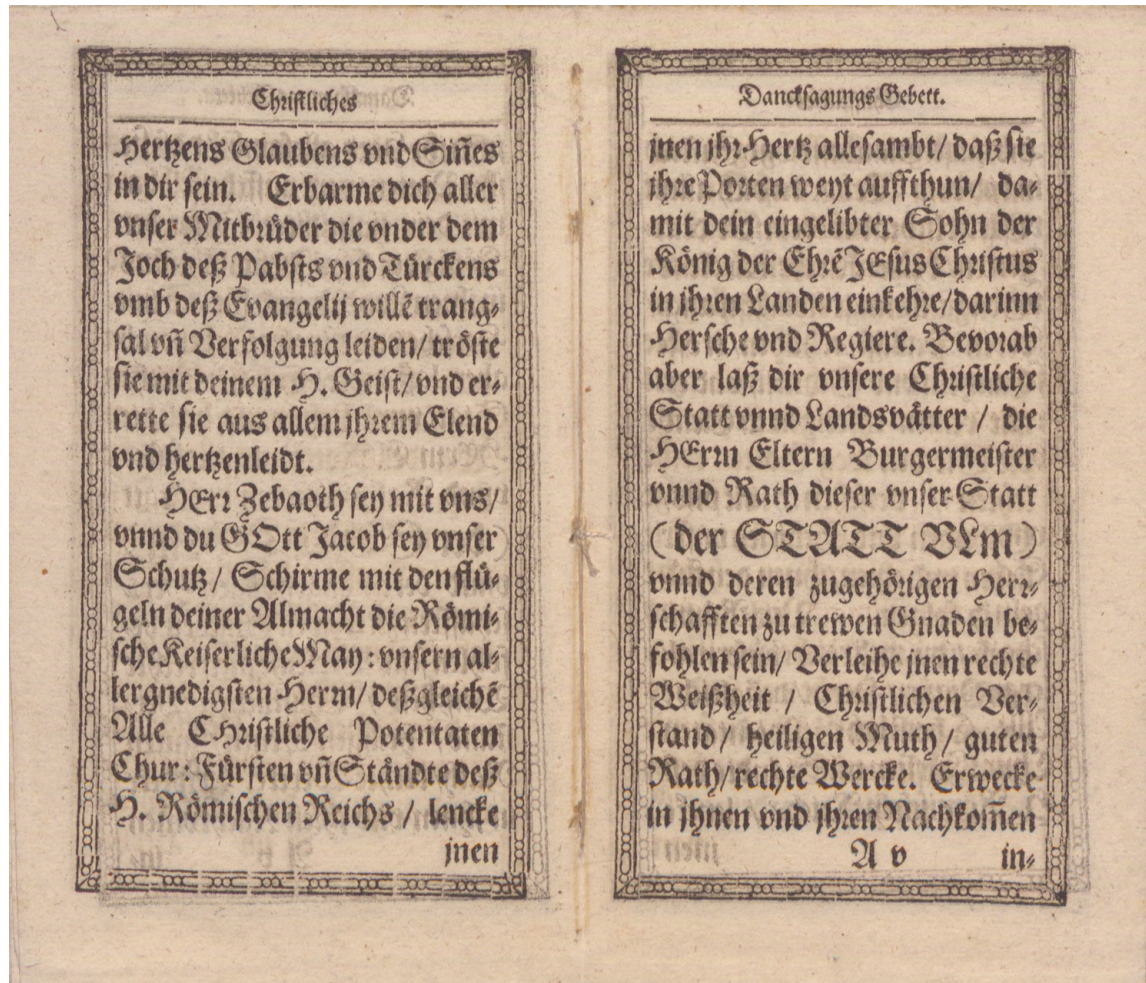 Christliches
Hertzens Glaubens vnd Siñes
in dir sein. Erbarme dich aller
vnser Mitbrüder die vnder dem
Joch deß Pabsts vnd Türckens
vmb deß Evangelij willẽ trang-
sal vñ Verfolgung leiden/ tröste
sie mit deinem H. Geist/ vnd er-
rette sie aus allem jhrem Elend
vnd hertzenleidt.
HErr Zebaoth sey mit vns/
vnnd du GOtt Jacob sey vnser
Schutz/ Schirme mit den flü-
geln deiner Almacht die Römi-
sche Keiserliche May: vnsern al-
lergnedigsten Herrn/ deßgleichẽ
Alle Christliche Potentaten
Chur: Fürsten vñ Ständte deß
H. Römischen Reichs / lencke
jnen
Dancksagungs Gebett.
jnen jhr Hertz allesambt/ daß sie
jhre Porten weyt auffthun/ da-
mit dein eingelibter Sohn der
König der Ehrẽ JEsus Christus
in jhren Landen einkehre/ darinn
Hersche vnd Regiere. Bevorab
aber laß dir vnsere Christliche
Statt vnnd Landsvätter / die
HErrn Eltern Burgermeister
vnnd Rath dieser vnser Statt
(der STATT VLm)
vnnd deren zugehörigen Herr-
schafften zu trewen Gnaden be-
fohlen sein/ Verleihe jnen rechte
Weißheit / Christlichen Ver-
stand/ heiligen Muth/ guten
Rath/ rechte Wercke. Erwecke
in jhnen vnd jhren Nachkom̃en
A v in-